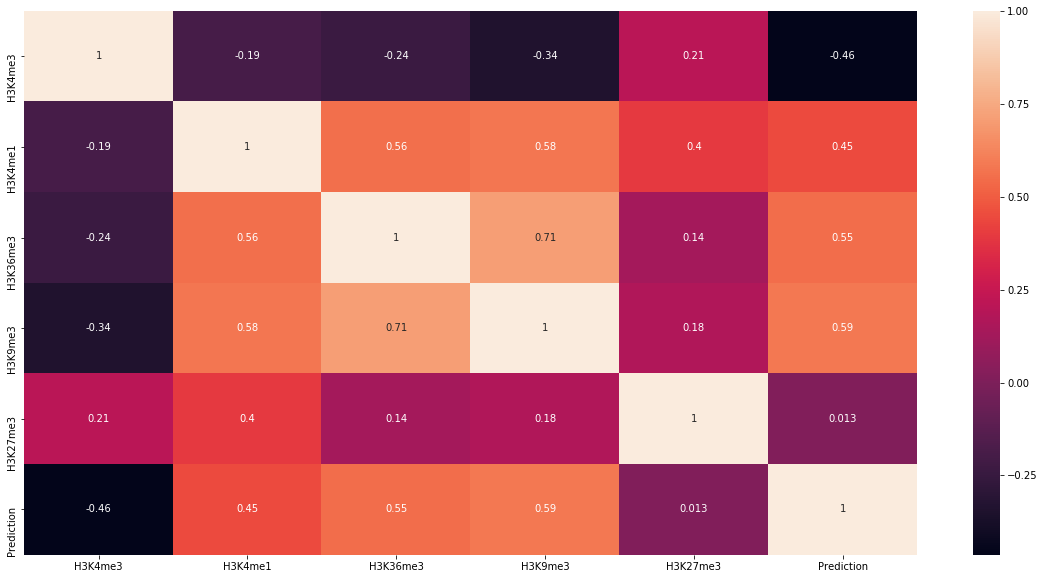 H3K4me3 1 -0.19 -0.24 -0.34 0.21 -0.46
H3K4me1 -0.19 1 0.56 0.58 0.4 0.45
H3K36me3 -0.24 0.56 1 0.71 0.14 0.55
H3K9me3 -0.34 0.58 0.71 1 0.18 0.59
H3K27me3 0.21 0.4 0.14 0.18 1 0.013
Prediction -0.46 0.45 0.55 0.59 0.013 1
H3K4me3 H3K4me1 H3K36me3 H3K9me3 H3K27me3 Prediction
1.00
0.75
0.50
0.25
0.00
−0.25